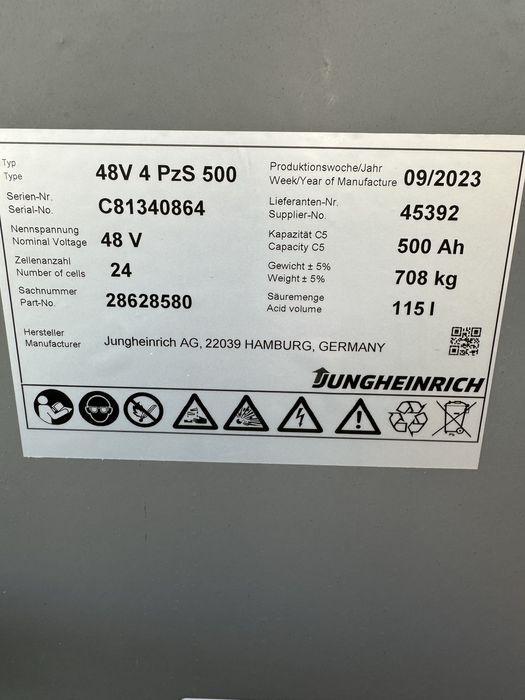 Typ
Type
48V 4 PzS 500
Produktionswoche/Jahr
Week/Year of Manufacture
09/2023
Serien-Nr.
Serial-No.
C81340864
Lieferanten-Nr.
Supplier-No.
45392
Nennspannung
Nominal Voltage
48 V
Kapazität C5
Capacity C5
500 Ah
Zellenanzahl
Number of cells
24
Gewicht ± 5%
Weight ± 5%
708 kg
Sachnummer
Part-No.
28628580
Säuremenge
Acid volume
115 l
Hersteller
Manufacturer
Jungheinrich AG, 22039 HAMBURG, GERMANY
JUNGHEINRICH